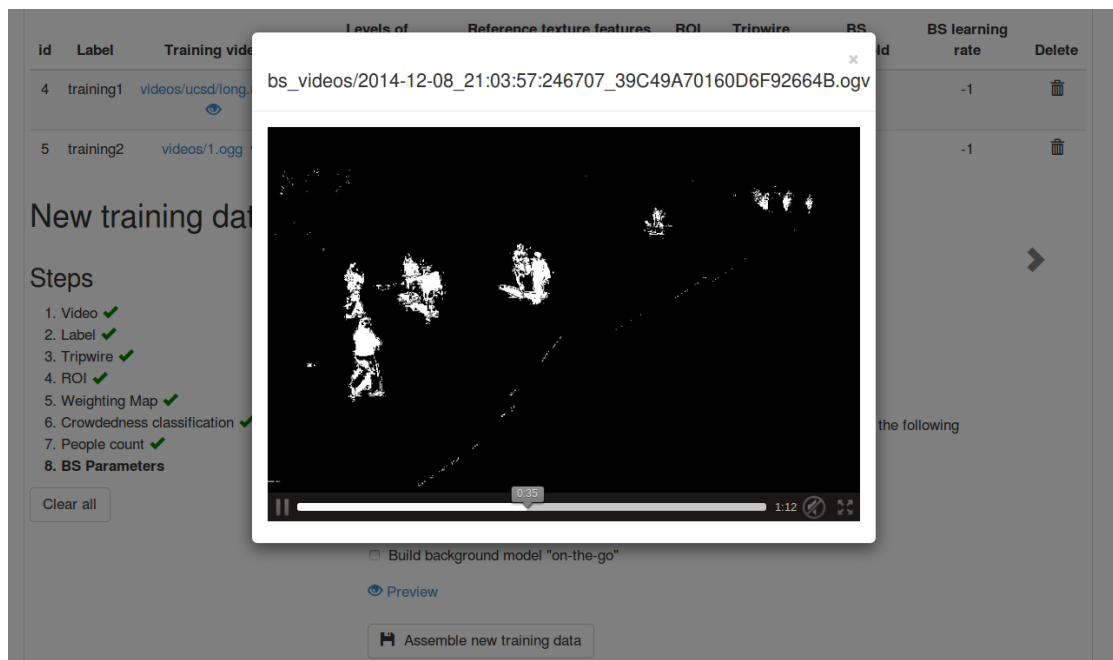 Levels of Reference texture features ROI Tripwire BS BS learning
id Label Training vide ld rate Delete
bs_videos/2014-12-08_21:03:57:246707_39C49A70160D6F92664B.ogv
4 training1 videos/ucsd/long. -1
5 training2 videos/1.ogg -1
New training dat
Steps
1. Video
2. Label
3. Tripwire
4. ROI
5. Weighting Map
6. Crowdedness classification
7. People count
8. BS Parameters
the following
Clear all
0:35
1:12
Build background model "on-the-go"
Preview
Assemble new training data